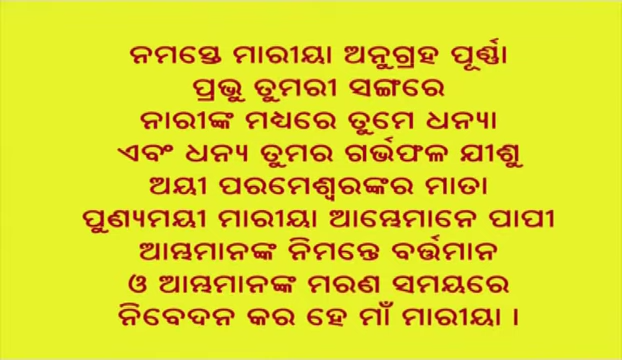 ନମସ୍ତେ ମାରୀୟା ଅନୁଗ୍ରହ ପୂର୍ଣ୍ଣା
ପ୍ରଭୁ ତୁମରୀ ସଙ୍ଗରେ
ନାରୀଙ୍କ ମଧ୍ୟରେ ତୁମେ ଧନ୍ୟା
ଏବଂ ଧନ୍ୟ ତୁମର ଗର୍ଭଫଳ ଯୀଶୁ
ଅୟୀ ପରମେଶ୍ୱରଙ୍କର ମାତା
ପୁଣ୍ୟମୟୀ ମାରୀୟା ଆମ୍ଭେମାନେ ପାପୀ
ଆମ୍ଭମାନଙ୍କ ନିମନ୍ତେ ବର୍ତ୍ତମାନ
ଓ ଆମ୍ଭମାନଙ୍କ ମରଣ ସମୟରେ
ନିବେଦନ କର ହେ ମାଁ ମାରୀୟା ।